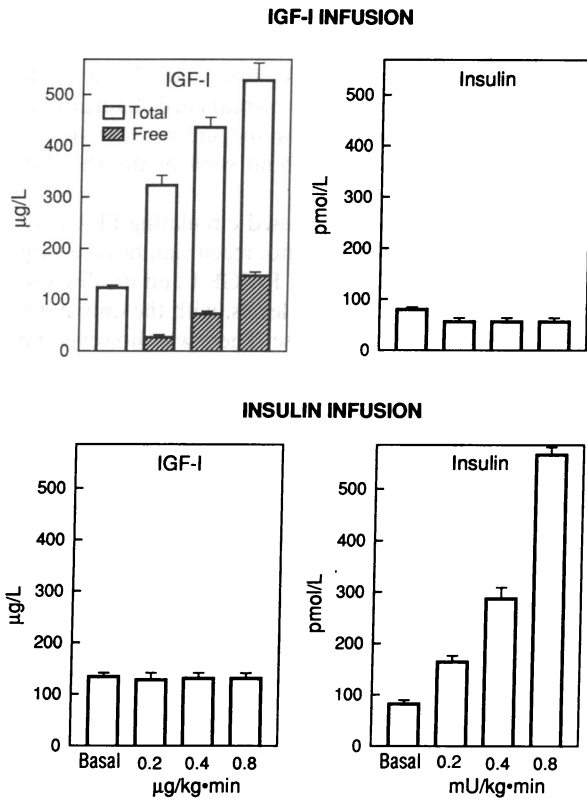 IGF-I INFUSION
IGF-I
Total
Free
µg/L
500
400
300
200
100
0
Insulin
pmol/L
500
400
300
200
100
0
INSULIN INFUSION
IGF-I
µg/L
500
400
300
200
100
0
Basal 0.2 0.4 0.8
µg/kg•min
Insulin
pmol/L
500
400
300
200
100
0
Basal 0.2 0.4 0.8
mU/kg•min